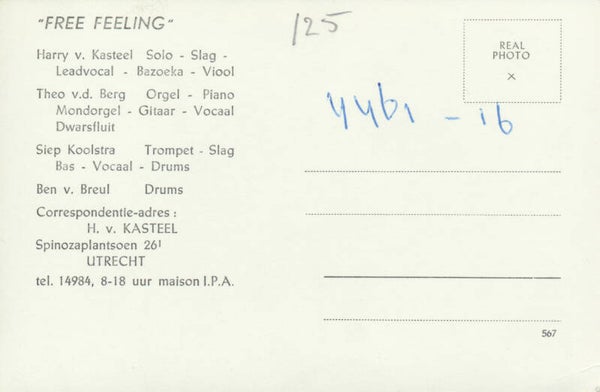 "FREE FEELING"
125
REAL
PHOTO
x
Harry v. Kasteel Solo - Slag -
Leadvocal - Bazoeka - Viool
Theo v.d. Berg Orgel - Piano
Mondorgel - Gitaar - Vocaal
Dwarsfluit
4461 - 16
Siep Koolstra Trompet - Slag
Bas - Vocaal - Drums
Ben v. Breul Drums
Correspondentie-adres :
H. v. KASTEEL
Spinozaplantsoen 26¹
UTRECHT
tel. 14984, 8-18 uur maison I.P.A.
567